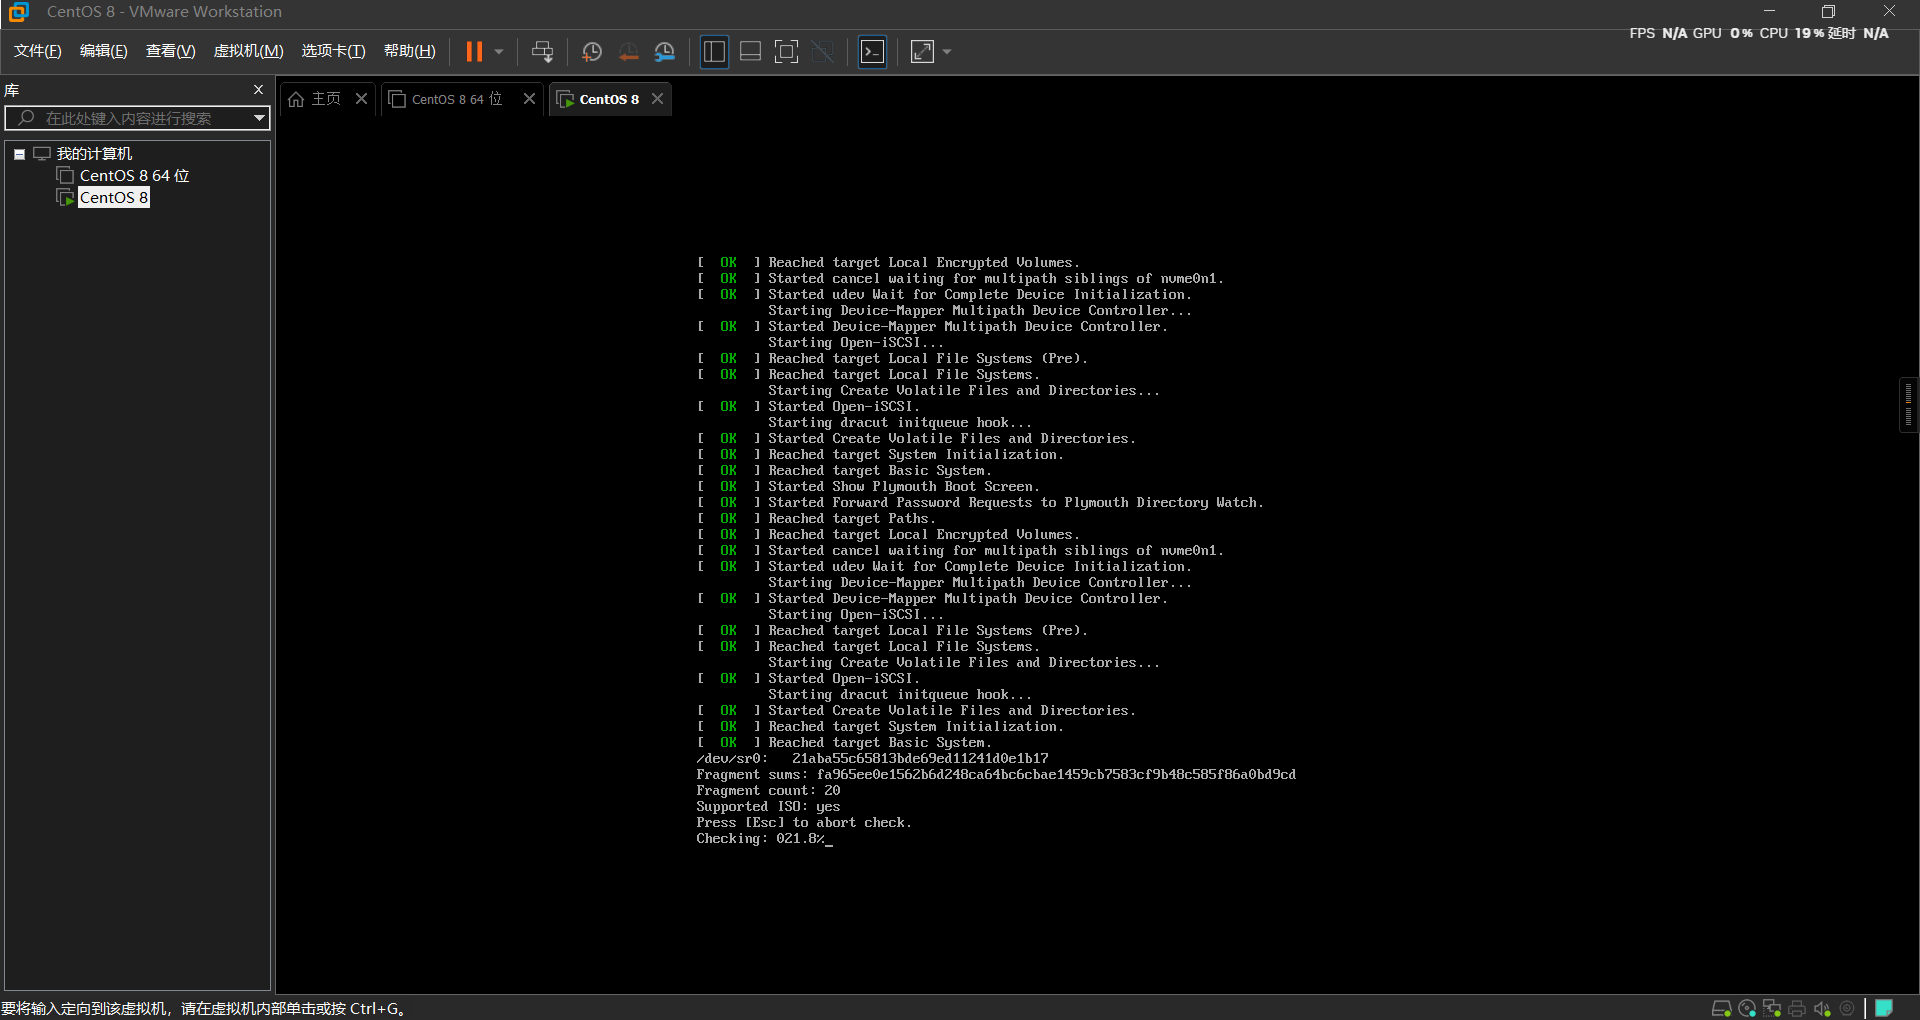 CentOS 8 - VMware Workstation
文件(F) 编辑(E) 查看(V) 虚拟机(M) 选项卡(T) 帮助(H)
FPS N/A GPU 0% CPU 19% 延时 N/A
库
在此处键入内容进行搜索
我的计算机
CentOS 8 64 位
CentOS 8
主页
CentOS 8 64 位
CentOS 8
[  OK  ] Reached target Local Encrypted Volumes.
[  OK  ] Started cancel waiting for multipath siblings of nvme0n1.
[  OK  ] Started udev Wait for Complete Device Initialization.
Starting Device-Mapper Multipath Device Controller...
[  OK  ] Started Device-Mapper Multipath Device Controller.
Starting Open-iSCSI...
[  OK  ] Reached target Local File Systems (Pre).
[  OK  ] Reached target Local File Systems.
Starting Create Volatile Files and Directories...
[  OK  ] Started Open-iSCSI.
Starting dracut initqueue hook...
[  OK  ] Started Create Volatile Files and Directories.
[  OK  ] Reached target System Initialization.
[  OK  ] Reached target Basic System.
[  OK  ] Started Show Plymouth Boot Screen.
[  OK  ] Started Forward Password Requests to Plymouth Directory Watch.
[  OK  ] Reached target Paths.
[  OK  ] Reached target Local Encrypted Volumes.
[  OK  ] Started cancel waiting for multipath siblings of nvme0n1.
[  OK  ] Started udev Wait for Complete Device Initialization.
Starting Device-Mapper Multipath Device Controller...
[  OK  ] Started Device-Mapper Multipath Device Controller.
Starting Open-iSCSI...
[  OK  ] Reached target Local File Systems (Pre).
[  OK  ] Reached target Local File Systems.
Starting Create Volatile Files and Directories...
[  OK  ] Started Open-iSCSI.
Starting dracut initqueue hook...
[  OK  ] Started Create Volatile Files and Directories.
[  OK  ] Reached target System Initialization.
[  OK  ] Reached target Basic System.
/dev/sr0:   21aba55c65813bde69ed11241d0e1b17
Fragment sums: fa965ee0e1562b6d248ca64bc6cbae1459cb7583cf9b48c585f86a0bd9cd
Fragment count: 20
Supported ISO: yes
Press [Esc] to abort check.
Checking: 021.8%_
要将输入定向到该虚拟机，请在虚拟机内部单击或按 Ctrl+G。